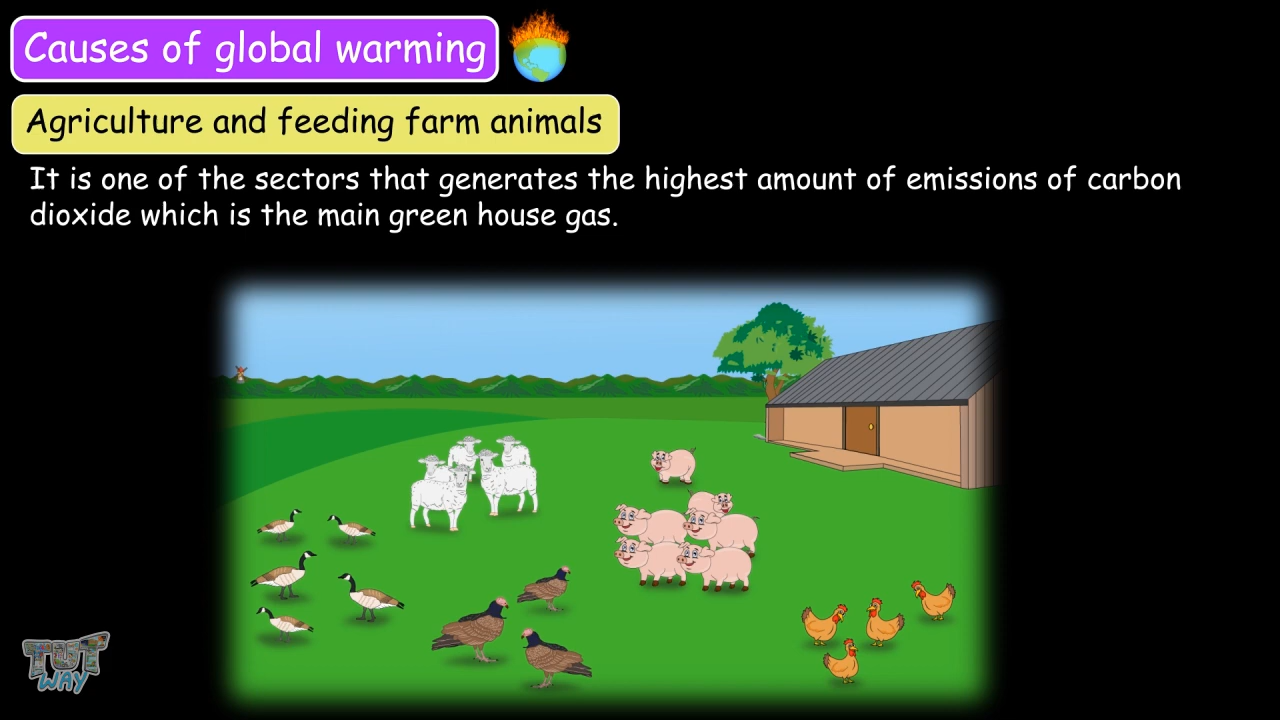 Causes of global warming
Agriculture and feeding farm animals
It is one of the sectors that generates the highest amount of emissions of carbon
dioxide which is the main green house gas.
TUT
WAY